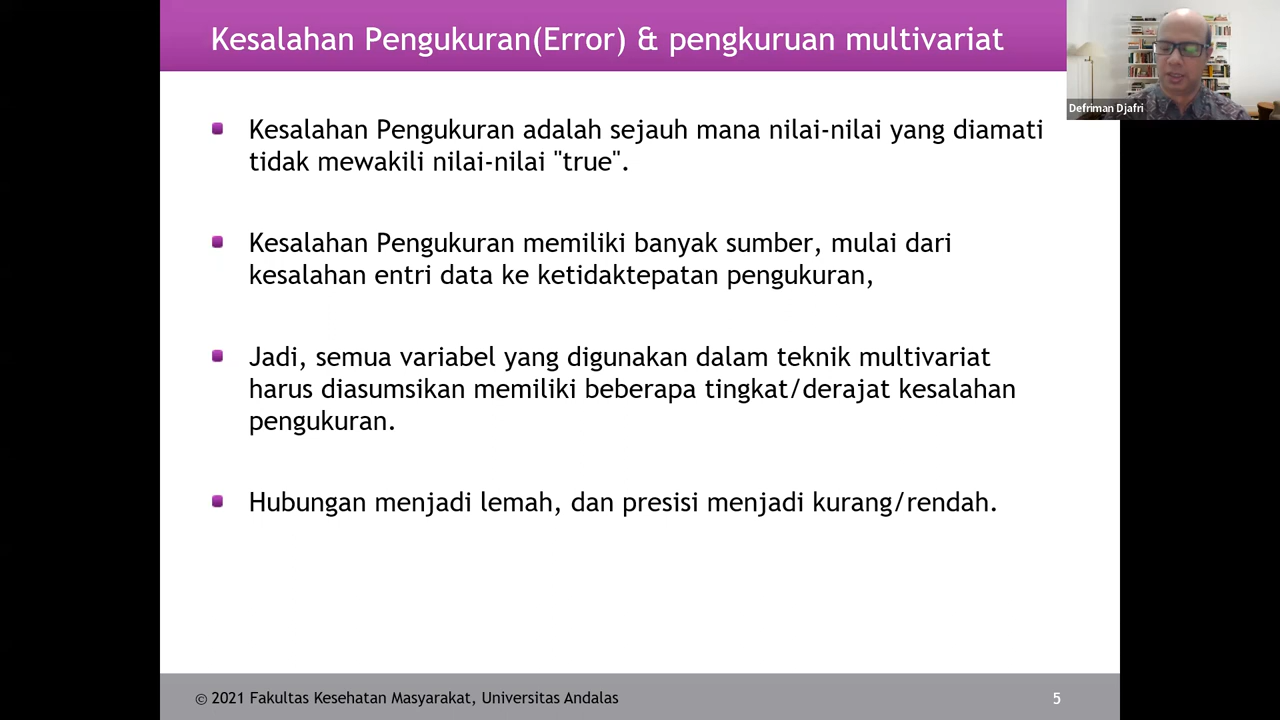 Kesalahan Pengukuran(Error) & pengkuruan multivariat
Defriman Djafri
Kesalahan Pengukuran adalah sejauh mana nilai-nilai yang diamati
tidak mewakili nilai-nilai "true".
Kesalahan Pengukuran memiliki banyak sumber, mulai dari
kesalahan entri data ke ketidaktepatan pengukuran,
Jadi, semua variabel yang digunakan dalam teknik multivariat
harus diasumsikan memiliki beberapa tingkat/derajat kesalahan
pengukuran.
Hubungan menjadi lemah, dan presisi menjadi kurang/rendah.
© 2021 Fakultas Kesehatan Masyarakat, Universitas Andalas
5